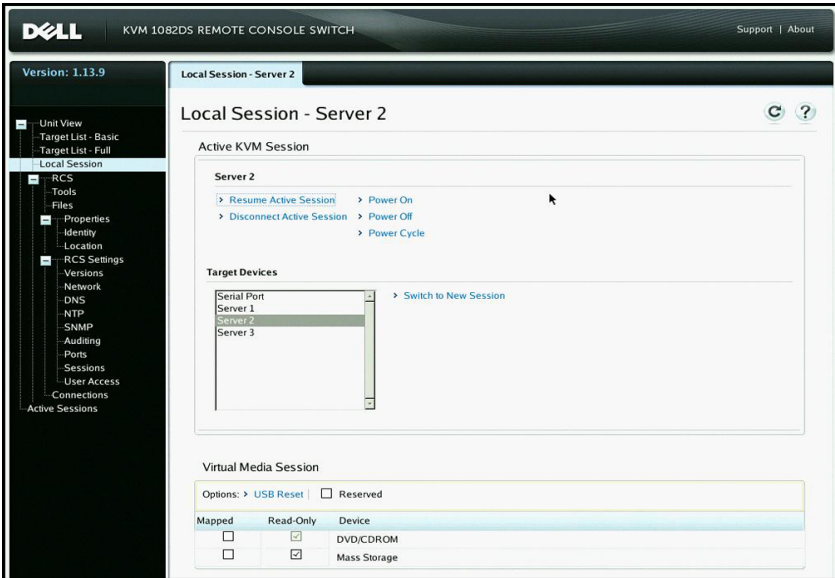 DELL
KVM 1082DS REMOTE CONSOLE SWITCH
Support | About
Version: 1.13.9
Unit View
Target List - Basic
Target List - Full
Local Session
RCS
Tools
Files
Properties
Identity
Location
RCS Settings
Versions
Network
DNS
NTP
SNMP
Auditing
Ports
Sessions
User Access
Connections
Active Sessions
Local Session - Server 2
Local Session - Server 2
Active KVM Session
Server 2
Resume Active Session
Power On
Disconnect Active Session
Power Off
Power Cycle
Target Devices
Serial Port
Server 1
Server 2
Server 3
Switch to New Session
Virtual Media Session
Options: USB Reset | Reserved
Mapped Read-Only Device
DVD/CDROM
Mass Storage